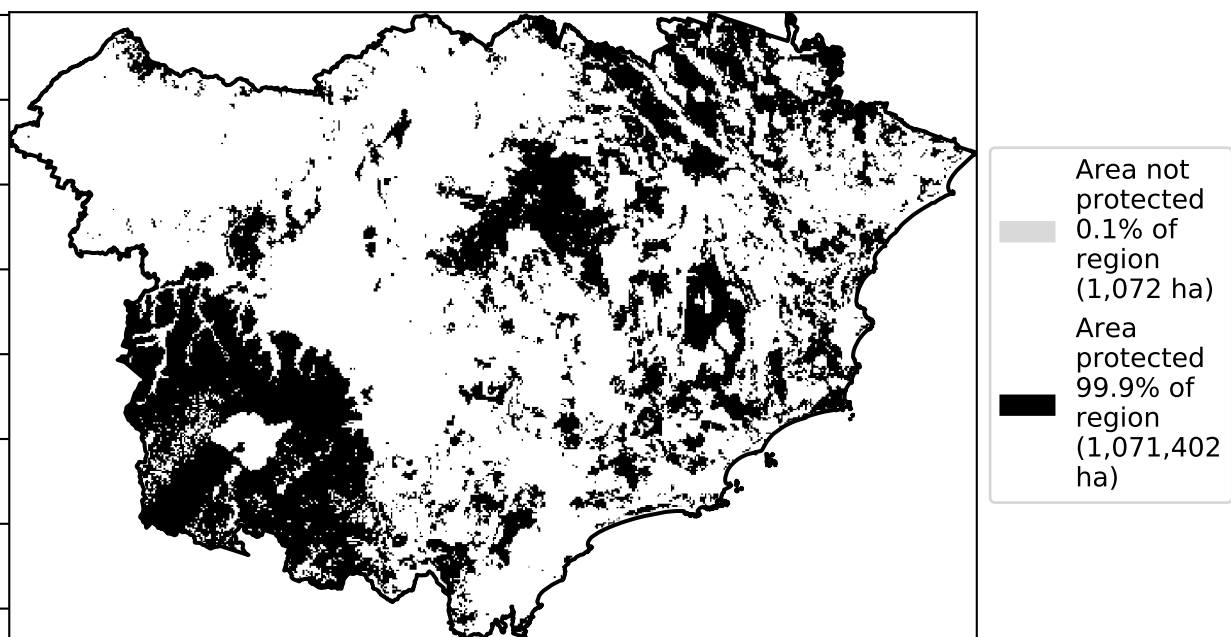 Area not
protected
0.1% of
region
(1,072 ha)
Area
protected
99.9% of
region
(1,071,402
ha)